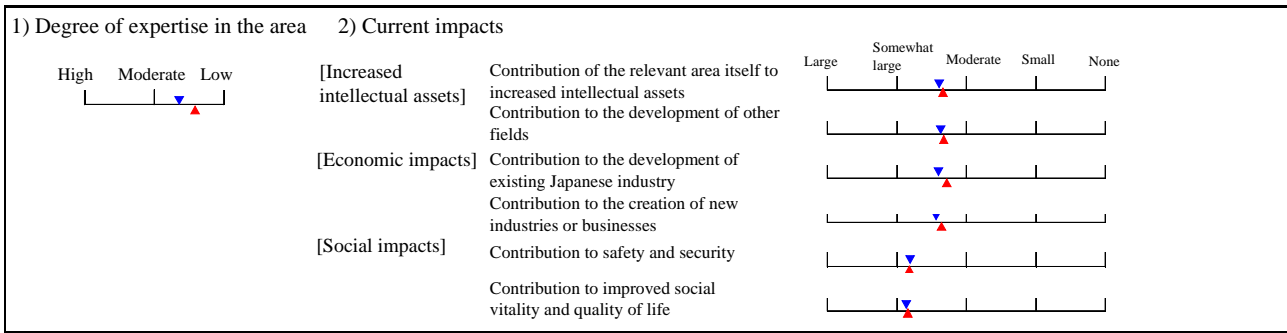 1) Degree of expertise in the area 2) Current impacts
High Moderate Low
[Increased
intellectual assets]
Contribution of the relevant area itself to
increased intellectual assets
Large Somewhat
large Moderate Small None
Contribution to the development of other
fields
[Economic impacts]
Contribution to the development of
existing Japanese industry
Contribution to the creation of new
industries or businesses
[Social impacts]
Contribution to safety and security
Contribution to improved social
vitality and quality of life